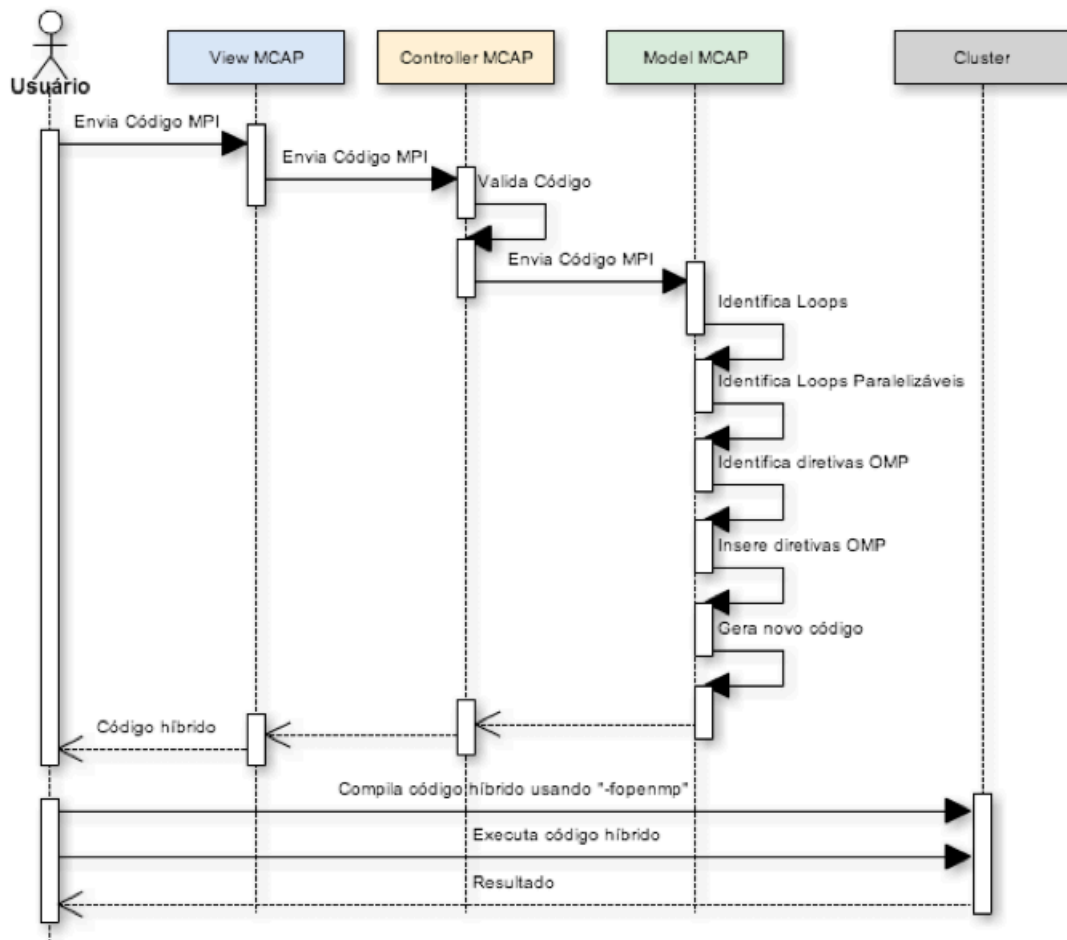 View MCAP
Controller MCAP
Model MCAP
Cluster
Usuário
Envia Código MPI
Envia Código MPI
Valida Código
Envia Código MPI
Identifica Loops
Identifica Loops Paralelizáveis
Identifica diretivas OMP
Insere diretivas OMP
Gera novo código
Código híbrido
Compila código híbrido usando "-fopenmp"
Executa código híbrido
Resultado